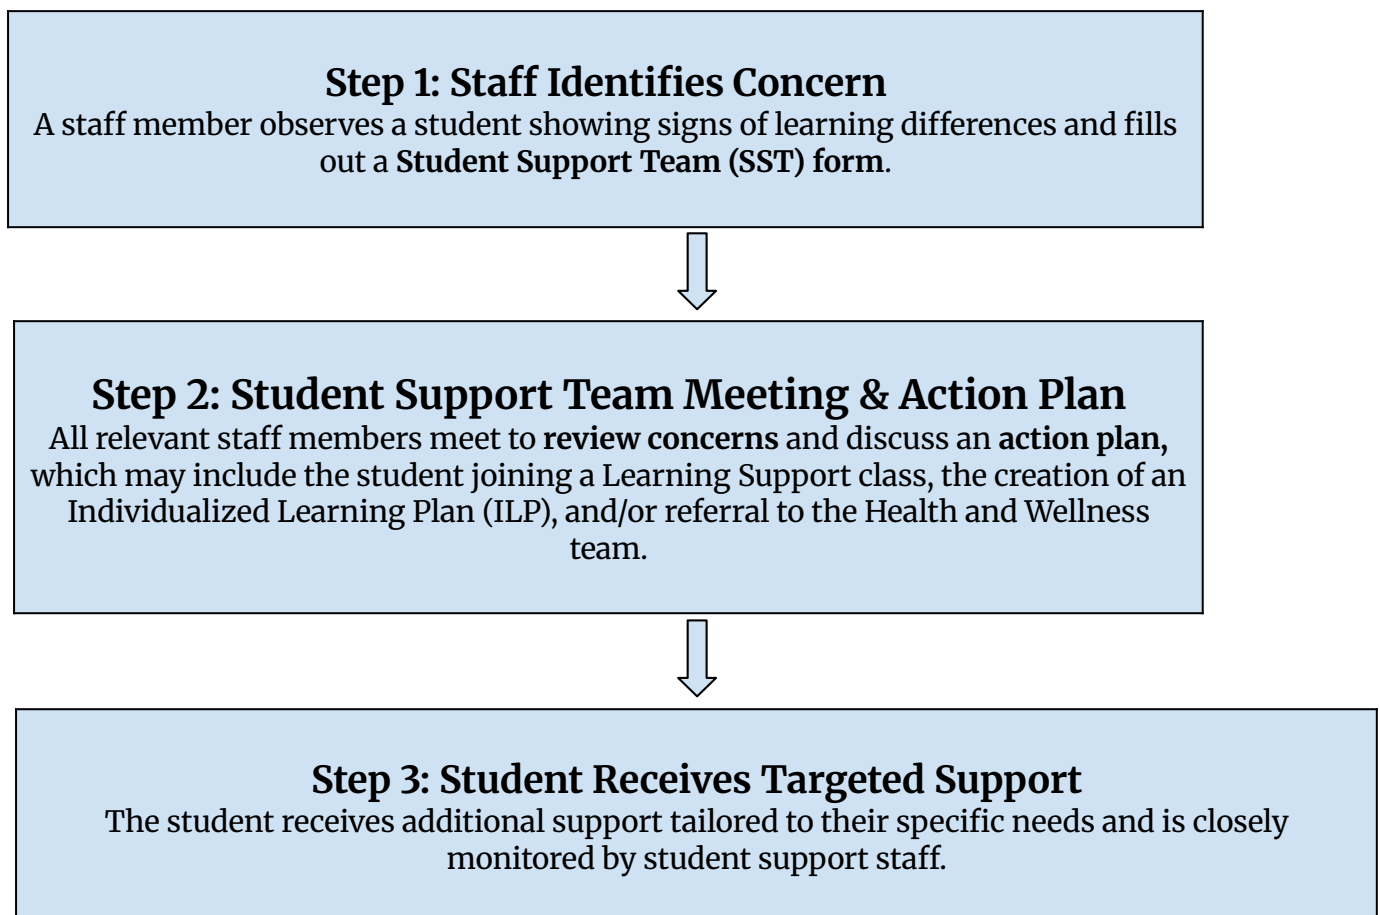 Step 1: Staff Identifies Concern
A staff member observes a student showing signs of learning differences and fills
out a Student Support Team (SST) form.
Step 2: Student Support Team Meeting & Action Plan
All relevant staff members meet to review concerns and discuss an action plan,
which may include the student joining a Learning Support class, the creation of an
Individualized Learning Plan (ILP), and/or referral to the Health and Wellness
team.
Step 3: Student Receives Targeted Support
The student receives additional support tailored to their specific needs and is closely
monitored by student support staff.